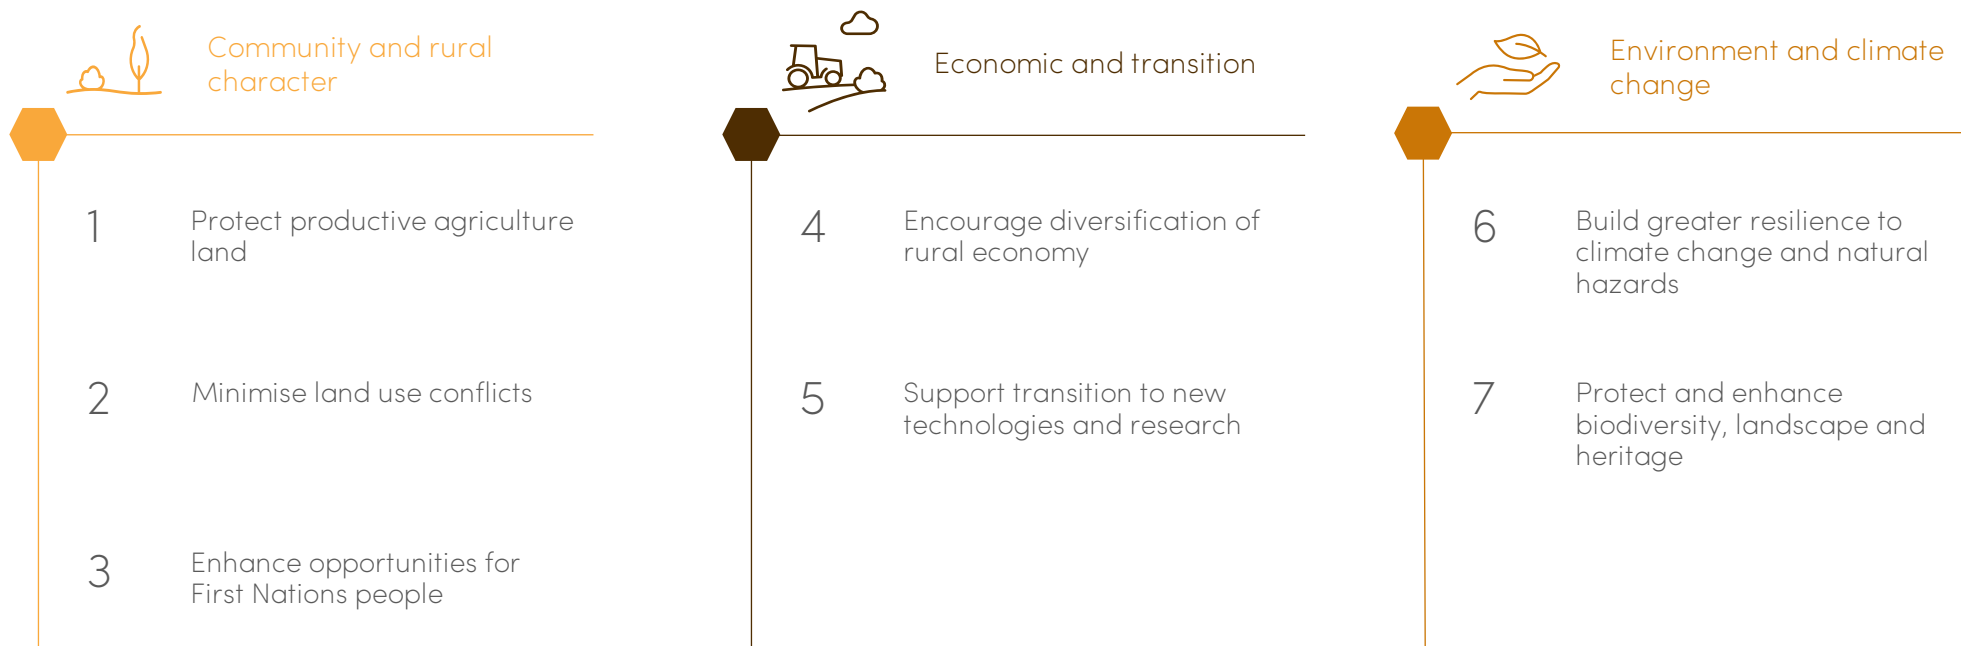 Community and rural
character
1
Protect productive agriculture
land
2
Minimise land use conflicts
3
Enhance opportunities for
First Nations people
Economic and transition
4
Encourage diversification of
rural economy
5
Support transition to new
technologies and research
Environment and climate
change
6
Build greater resilience to
climate change and natural
hazards
7
Protect and enhance
biodiversity, landscape and
heritage